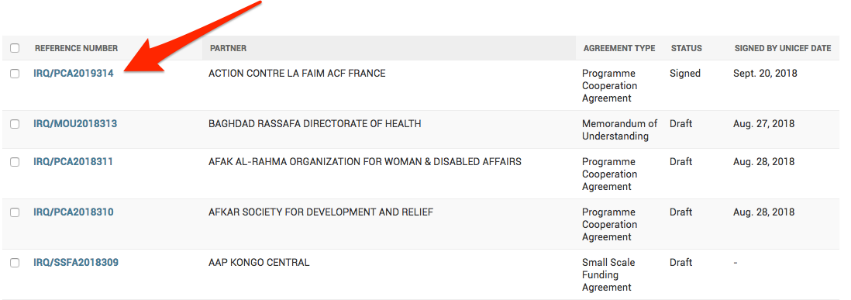 REFERENCE NUMBER PARTNER AGREEMENT TYPE STATUS SIGNED BY UNICEF DATE
IRQ/PCA2019314 ACTION CONTRE LA FAIM ACF FRANCE Programme Signed Sept. 20, 2018
Cooperation
Agreement
IRQ/MOU2018313 BAGHDAD RASSAFA DIRECTORATE OF HEALTH Memorandum of Draft Aug. 27, 2018
Understanding
IRQ/PCA2018311 AFAK AL-RAHMA ORGANIZATION FOR WOMAN & DISABLED AFFAIRS Programme Draft Aug. 28, 2018
Cooperation
Agreement
IRQ/PCA2018310 AFKAR SOCIETY FOR DEVELOPMENT AND RELIEF Programme Draft Aug. 28, 2018
Cooperation
Agreement
IRQ/SSFA2018309 AAP KONGO CENTRAL Small Scale Draft -
Funding
Agreement